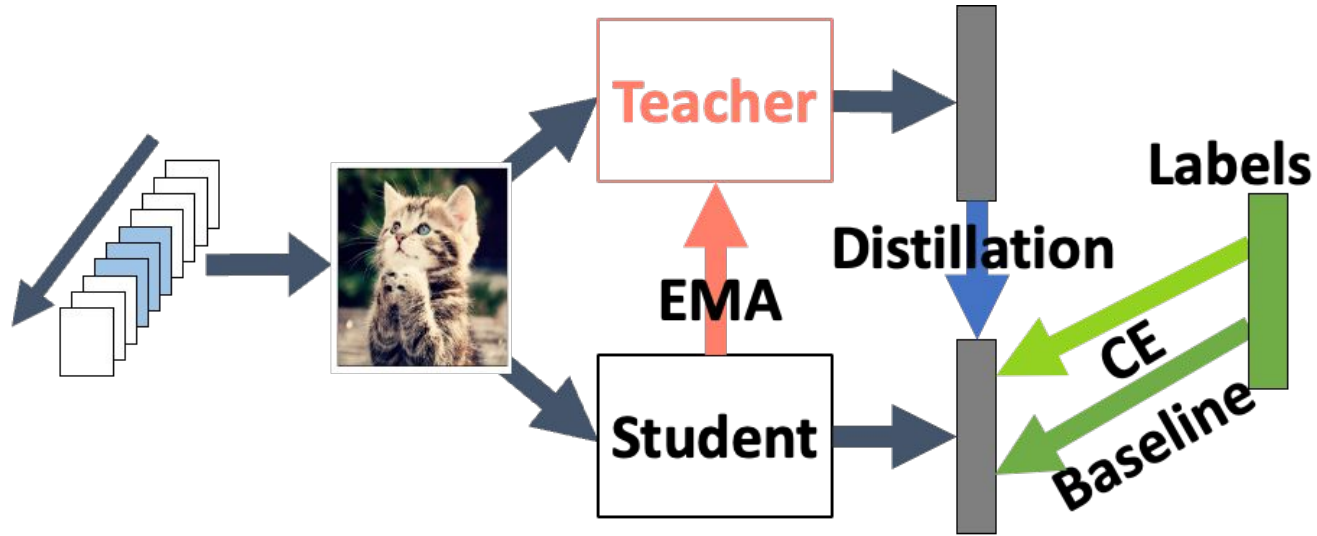 Teacher
Labels
Distillation
EMA
CE
Student
Baseline